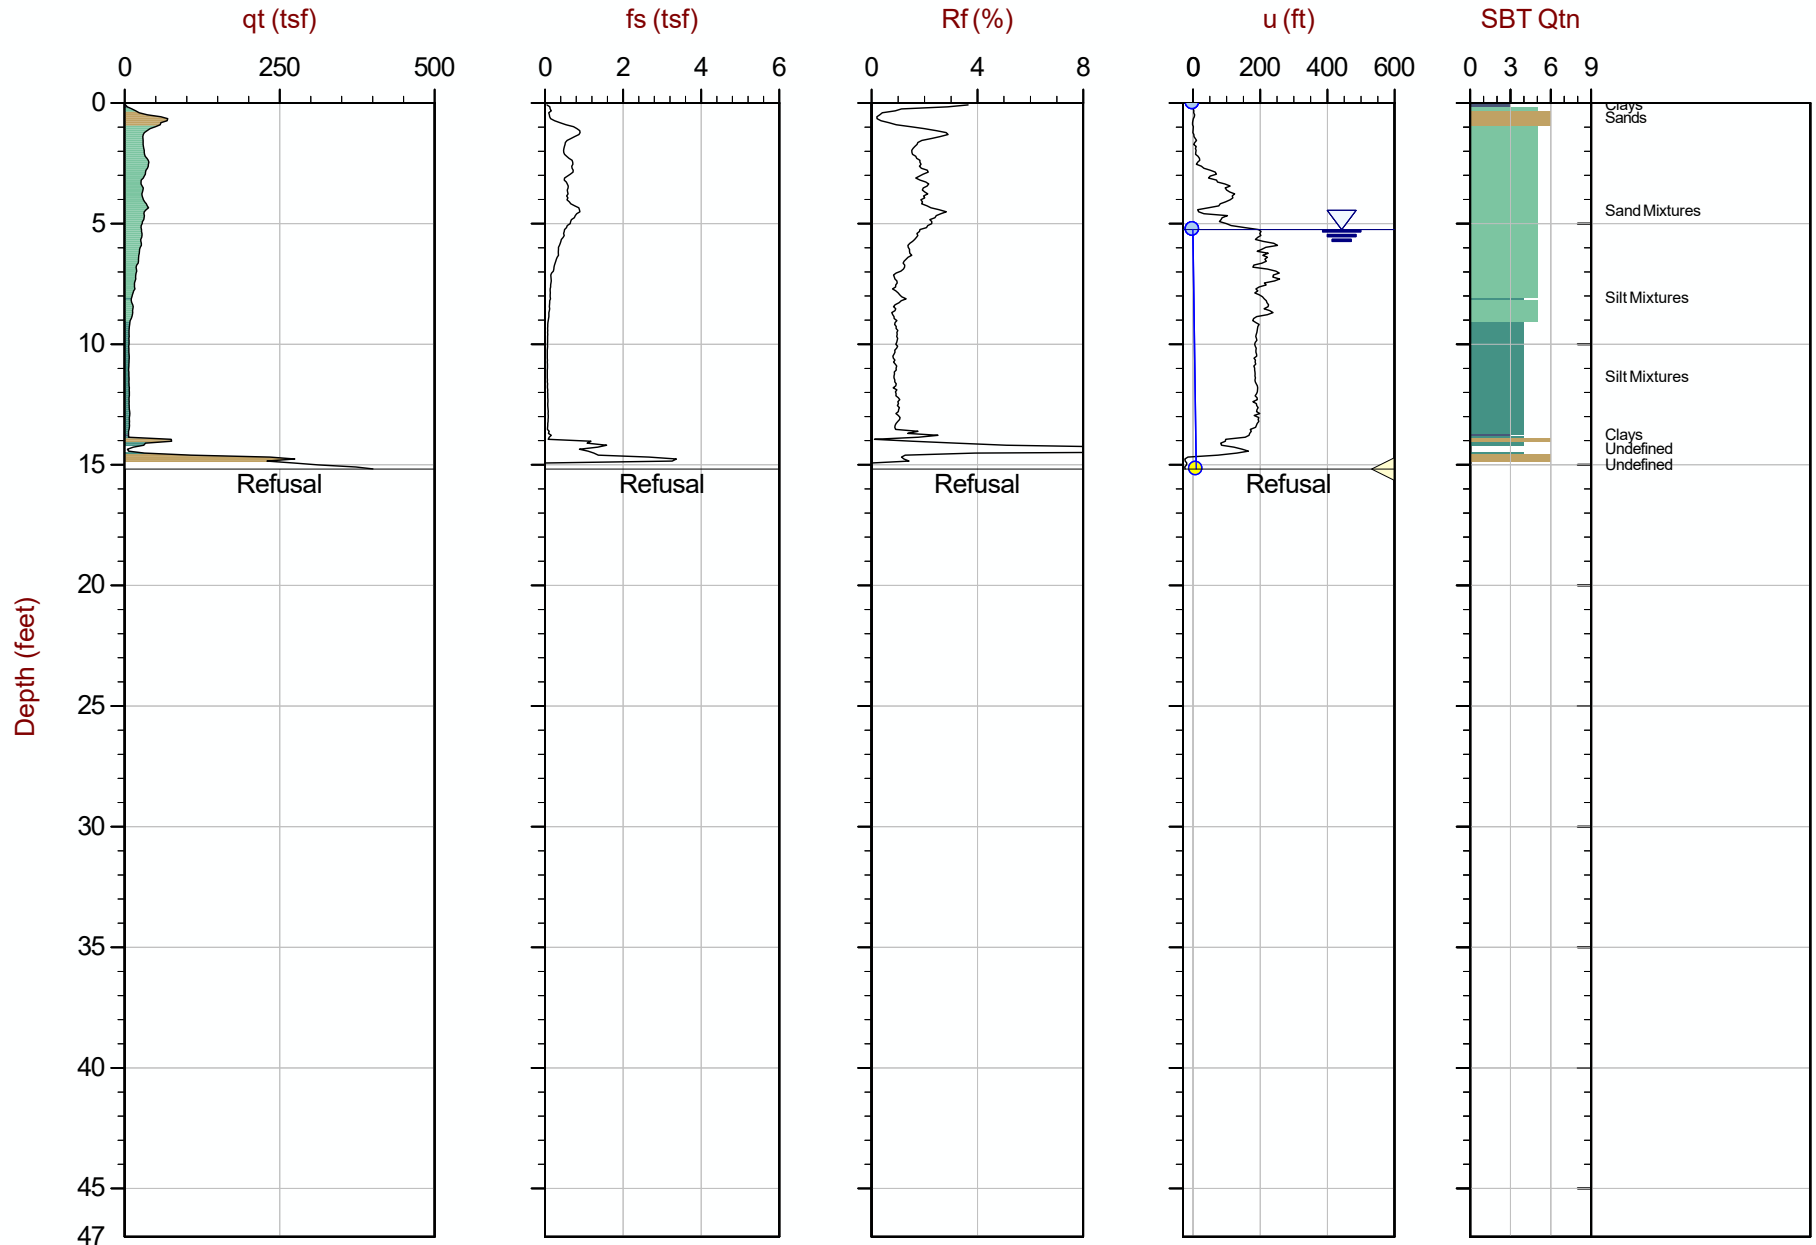 qt (tsf) fs (tsf) Rf (%) u (ft) SBT Qtn
0 250 500 0 2 4 6 0 4 8 0 200 400 600 0 3 6 9
0
Clays
Sands
Sand Mixtures
5
Silt Mixtures
10
Silt Mixtures
Clays
Undefined
15
Undefined
Refusal Refusal Refusal Refusal
20
25
Depth (feet)
30
35
40
45
47